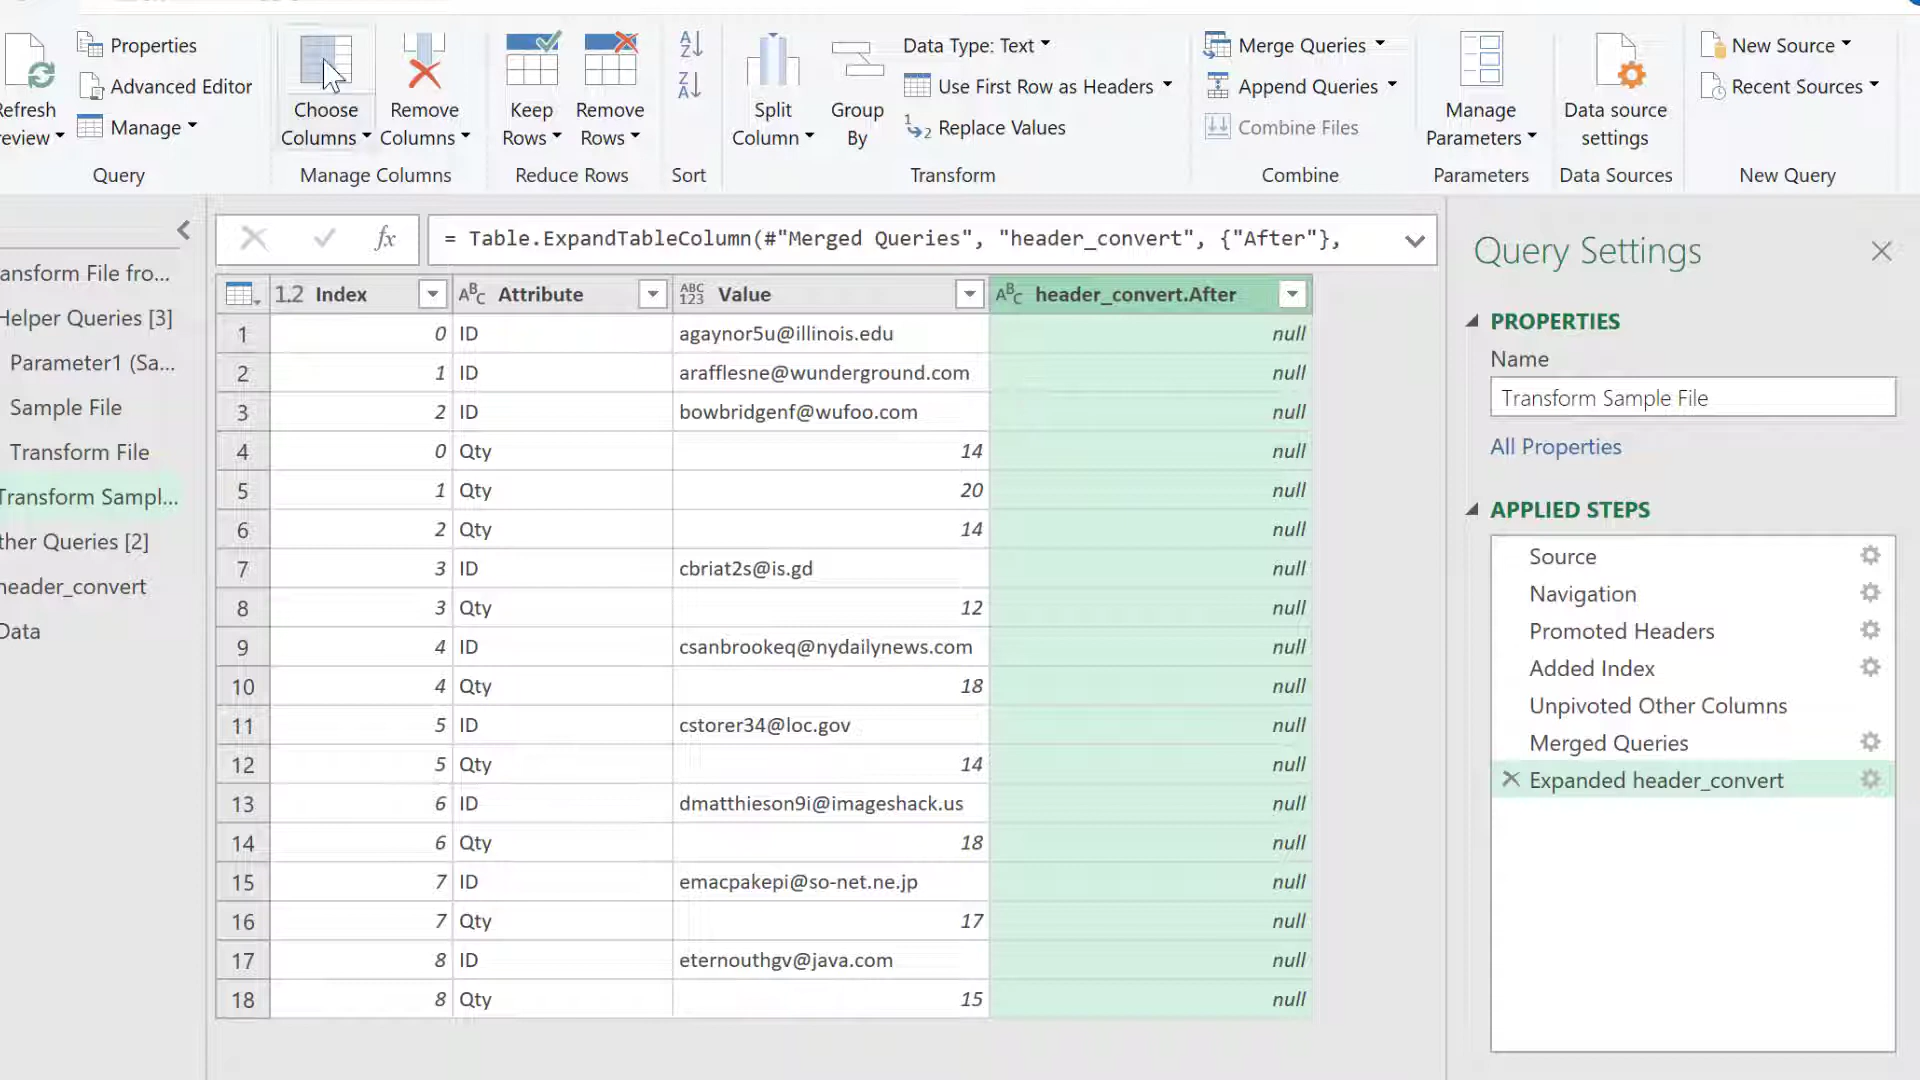 Properties
Advanced Editor
Manage
Query
Choose
Columns
Remove
Columns
Manage Columns
Keep
Rows
Remove
Rows
Reduce Rows
A
Z
Z
A
Sort
Split
Column
Group
By
Data Type: Text
Use First Row as Headers
1
2 Replace Values
Transform
Merge Queries
Append Queries
Combine Files
Combine
Manage
Parameters
Parameters
Data source
settings
Data Sources
New Source
Recent Sources
New Query
efresh
eview
ansform File fro...
Helper Queries [3]
Parameter1 (Sa...
Sample File
Transform File
Transform Sampl...
ther Queries [2]
header_convert
Data
fx
= Table.ExpandTableColumn(#"Merged Queries", "header_convert", {"After"},
1.2 Index ABC Attribute ABC 123 Value ABC header_convert.After
1 0 ID agaynor5u@illinois.edu null
2 1 ID arafflesne@wunderground.com null
3 2 ID bowbridgenf@wufoo.com null
4 0 Qty 14 null
5 1 Qty 20 null
6 2 Qty 14 null
7 3 ID cbriat2s@is.gd null
8 3 Qty 12 null
9 4 ID csanbrookeq@nydailynews.com null
10 4 Qty 18 null
11 5 ID cstorer34@loc.gov null
12 5 Qty 14 null
13 6 ID dmatthieson9i@imageshack.us null
14 6 Qty 18 null
15 7 ID emacpakepi@so-net.ne.jp null
16 7 Qty 17 null
17 8 ID eternouthgv@java.com null
18 8 Qty 15 null
Query Settings
PROPERTIES
Name
Transform Sample File
All Properties
APPLIED STEPS
Source
Navigation
Promoted Headers
Added Index
Unpivoted Other Columns
Merged Queries
Expanded header_convert